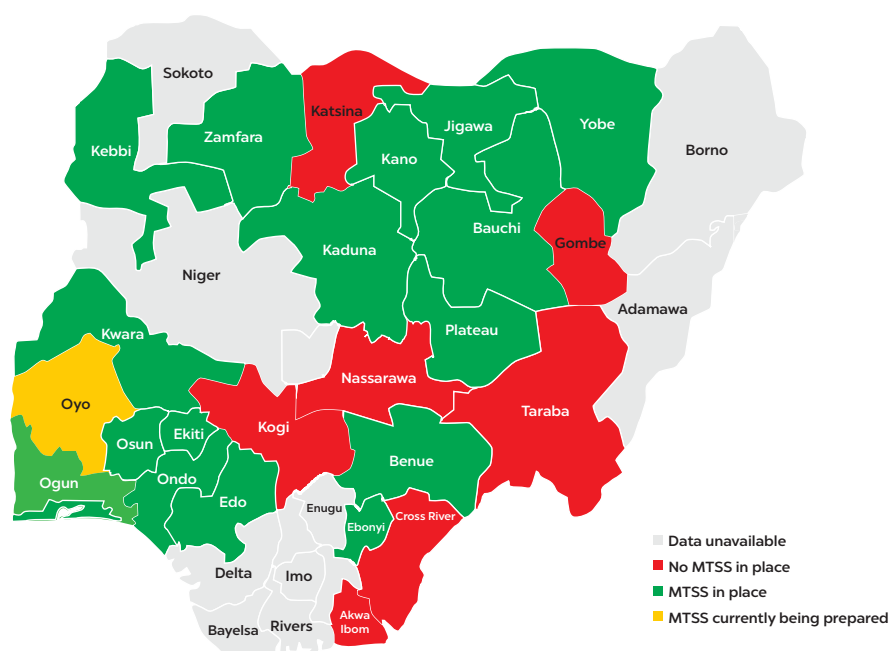 Sokoto
Katsina
Kebbi
Zamfara
Kano
Jigawa
Yobe
Borno
Kaduna
Bauchi
Gombe
Niger
Adamawa
Kwara
Plateau
Nassarawa
Oyo
Kogi
Taraba
Osun
Ekiti
Benue
Ogun
Ondo
Edo
Enugu
Ebonyi
Cross River
Delta
Imo
Akwa
Ibom
Bayelsa
Rivers
Data unavailable
No MTSS in place
MTSS in place
MTSS currently being prepared